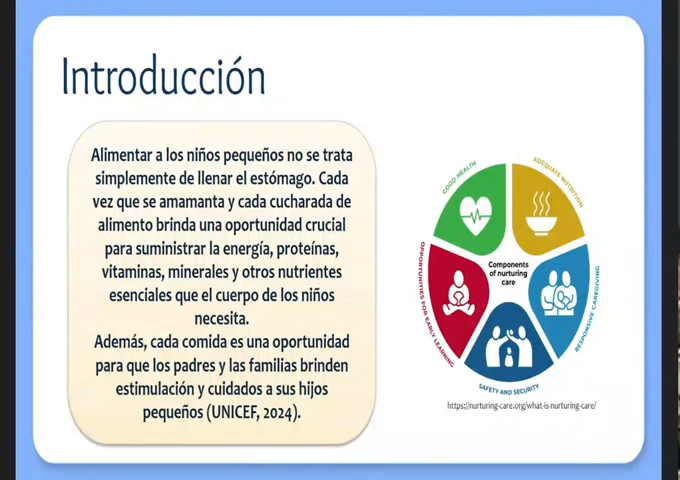 Introducción
Alimentar a los niños pequeños no se trata
simplemente de llenar el estómago. Cada
vez que se amamanta y cada cucharada de
alimento brinda una oportunidad crucial
para suministrar la energía, proteínas,
vitaminas, minerales y otros nutrientes
esenciales que el cuerpo de los niños
necesita.
Además, cada comida es una oportunidad
para que los padres y las familias brinden
estimulación y cuidados a sus hijos
pequeños (UNICEF, 2024).
GOOD HEALTH
ADEQUATE NUTRITION
Components
of nurturing
care
OPPORTUNITIES FOR EARLY LEARNING
RESPONSIVE CAREGIVING
SAFETY AND SECURITY
https://nurturing-care.org/what-is-nurturing-care/